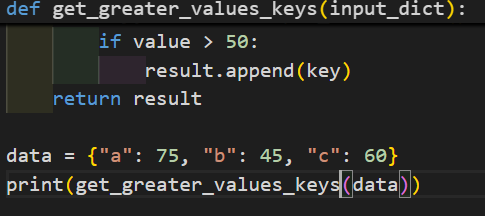 def get_greater_values_keys(input_dict):
        if value > 50:
            result.append(key)
    return result

data = {"a": 75, "b": 45, "c": 60}
print(get_greater_values_keys(data))